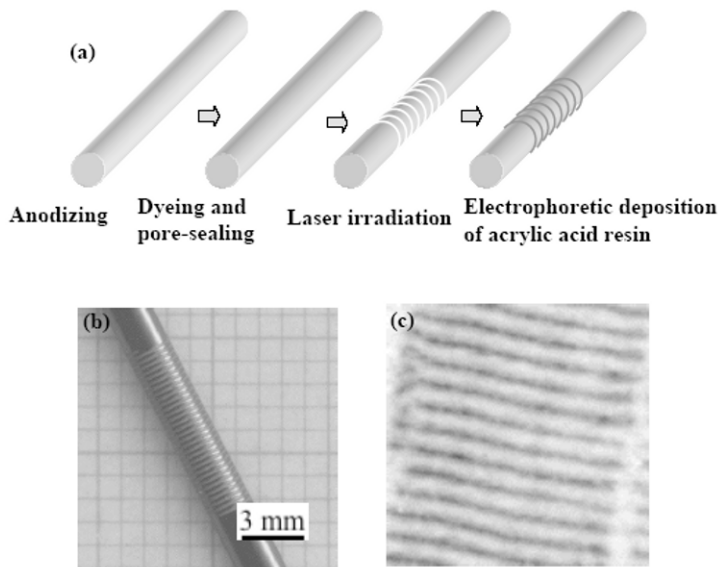 (a)
Anodizing
Dyeing and
pore-sealing
Laser irradiation
Electrophoretic deposition
of acrylic acid resin
(b)
3 mm
(c)